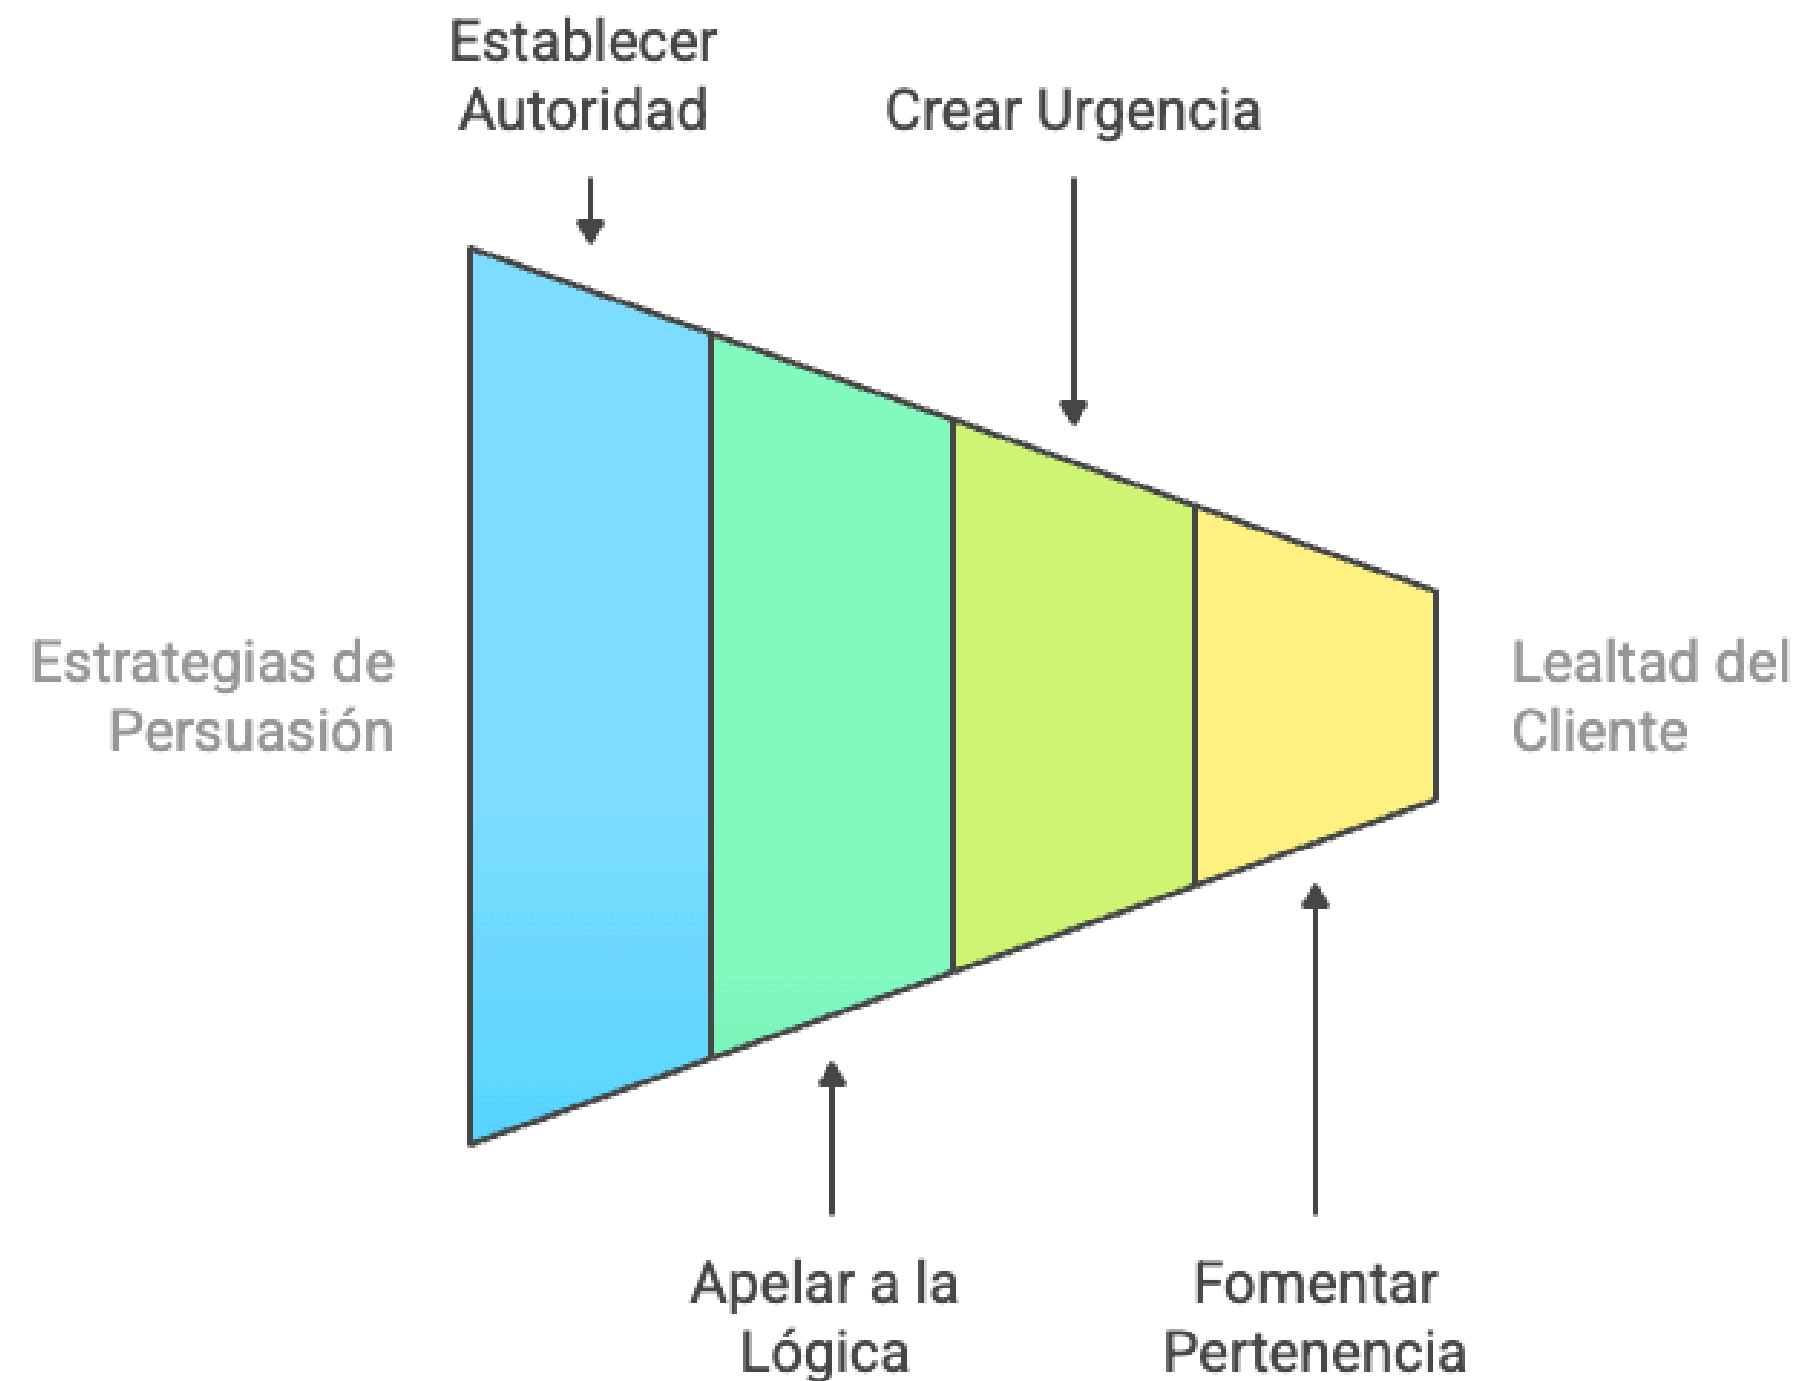 Establecer
Autoridad
Crear Urgencia
Estrategias de
Persuasión
Lealtad del
Cliente
Apelar a la
Lógica
Fomentar
Pertenencia